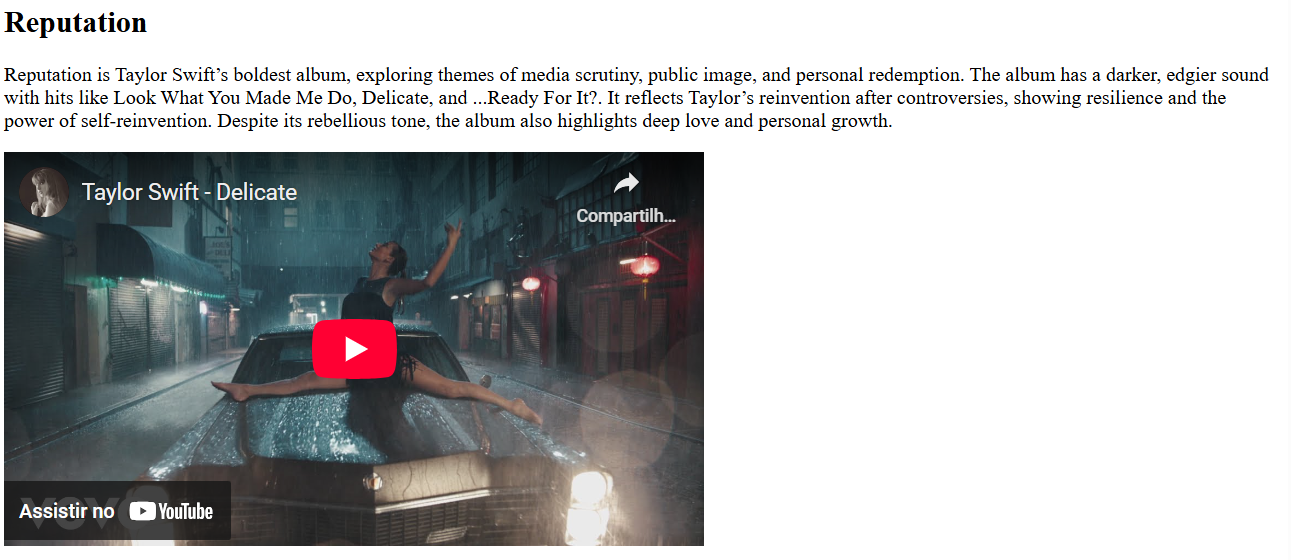 Reputation
Reputation is Taylor Swift’s boldest album, exploring themes of media scrutiny, public image, and personal redemption. The album has a darker, edgier sound
with hits like Look What You Made Me Do, Delicate, and ...Ready For It?. It reflects Taylor’s reinvention after controversies, showing resilience and the
power of self-reinvention. Despite its rebellious tone, the album also highlights deep love and personal growth.
Taylor Swift - Delicate
Compartilh...
Assistir no YouTube
vevo